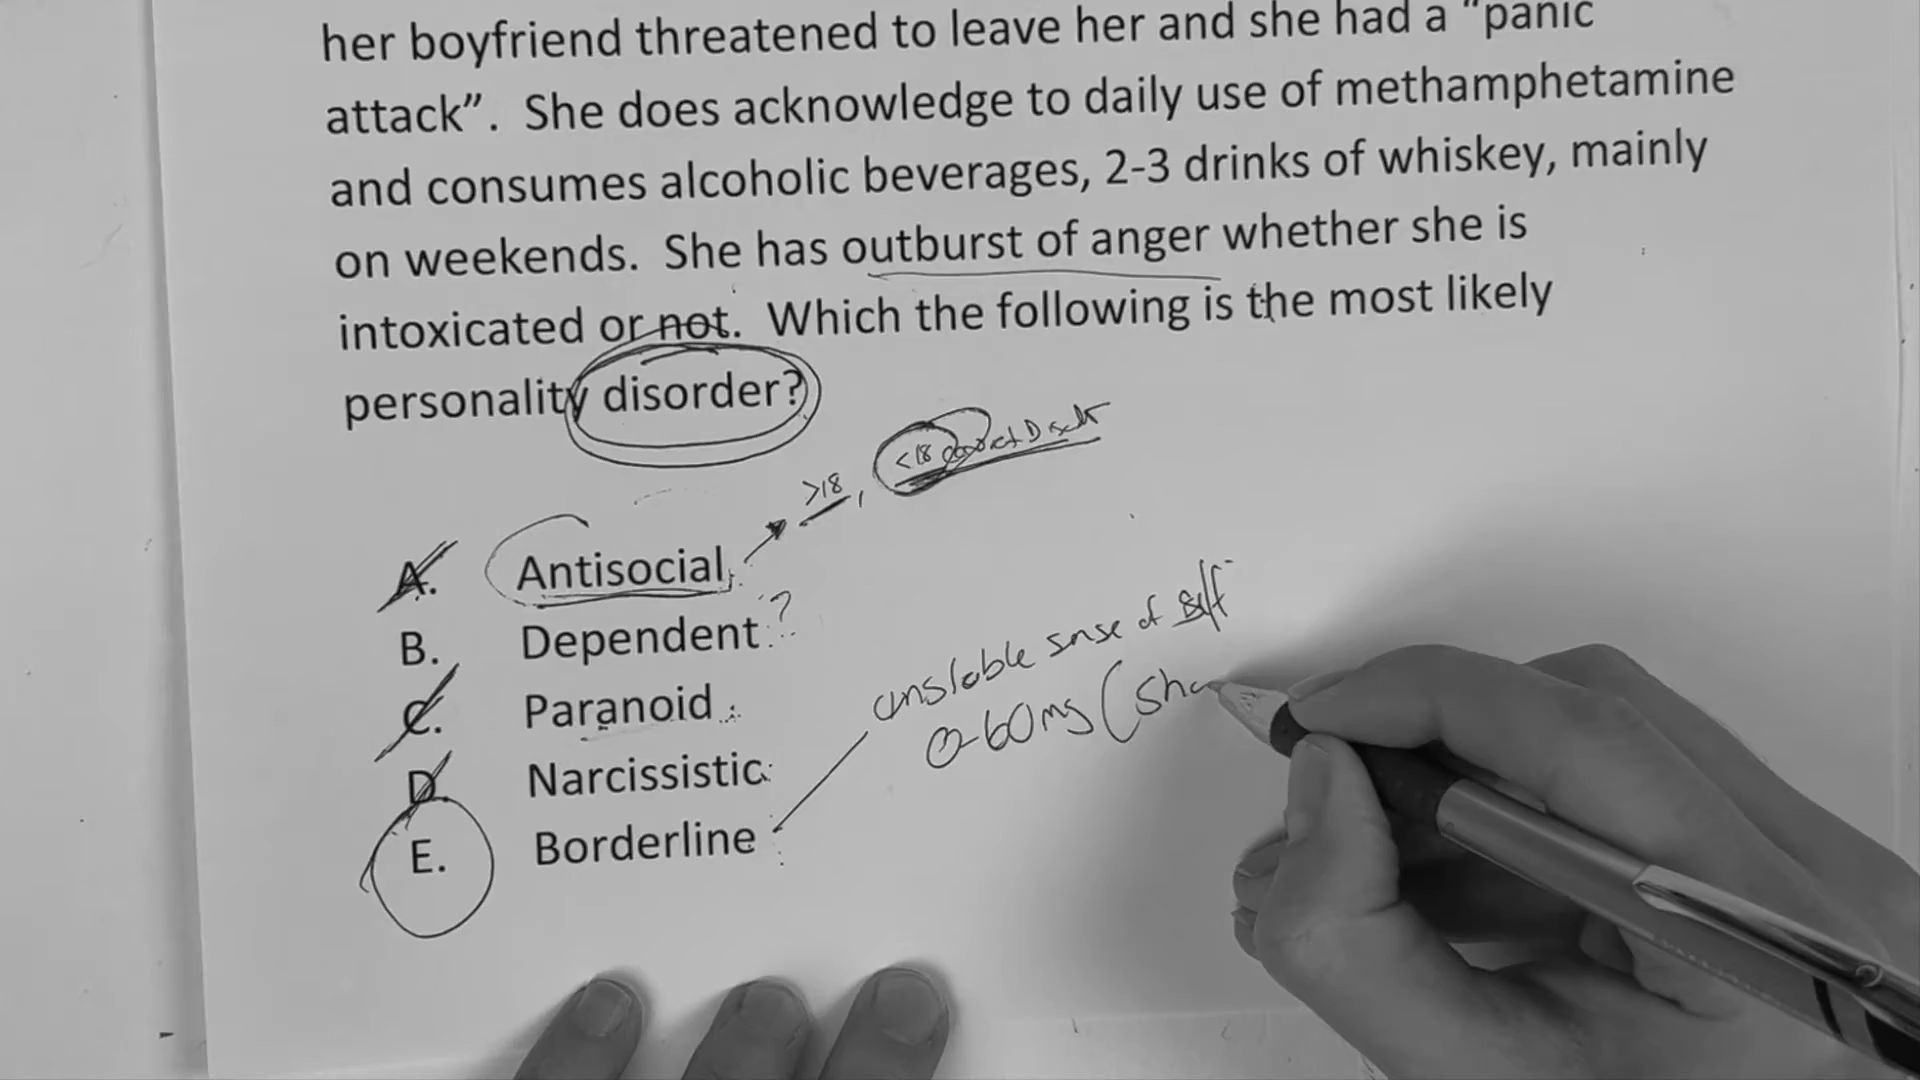 her boyfriend threatened to leave her and she had a "panic
attack". She does acknowledge to daily use of methamphetamine
and consumes alcoholic beverages, 2-3 drinks of whiskey, mainly
on weekends. She has outburst of anger whether she is
intoxicated or not. Which the following is the most likely
personality disorder?
>18, <18
A. Antisocial
B. Dependent ?
C. Paranoid
D. Narcissistic
E. Borderline
unstable sense of self
0-60mg (sha